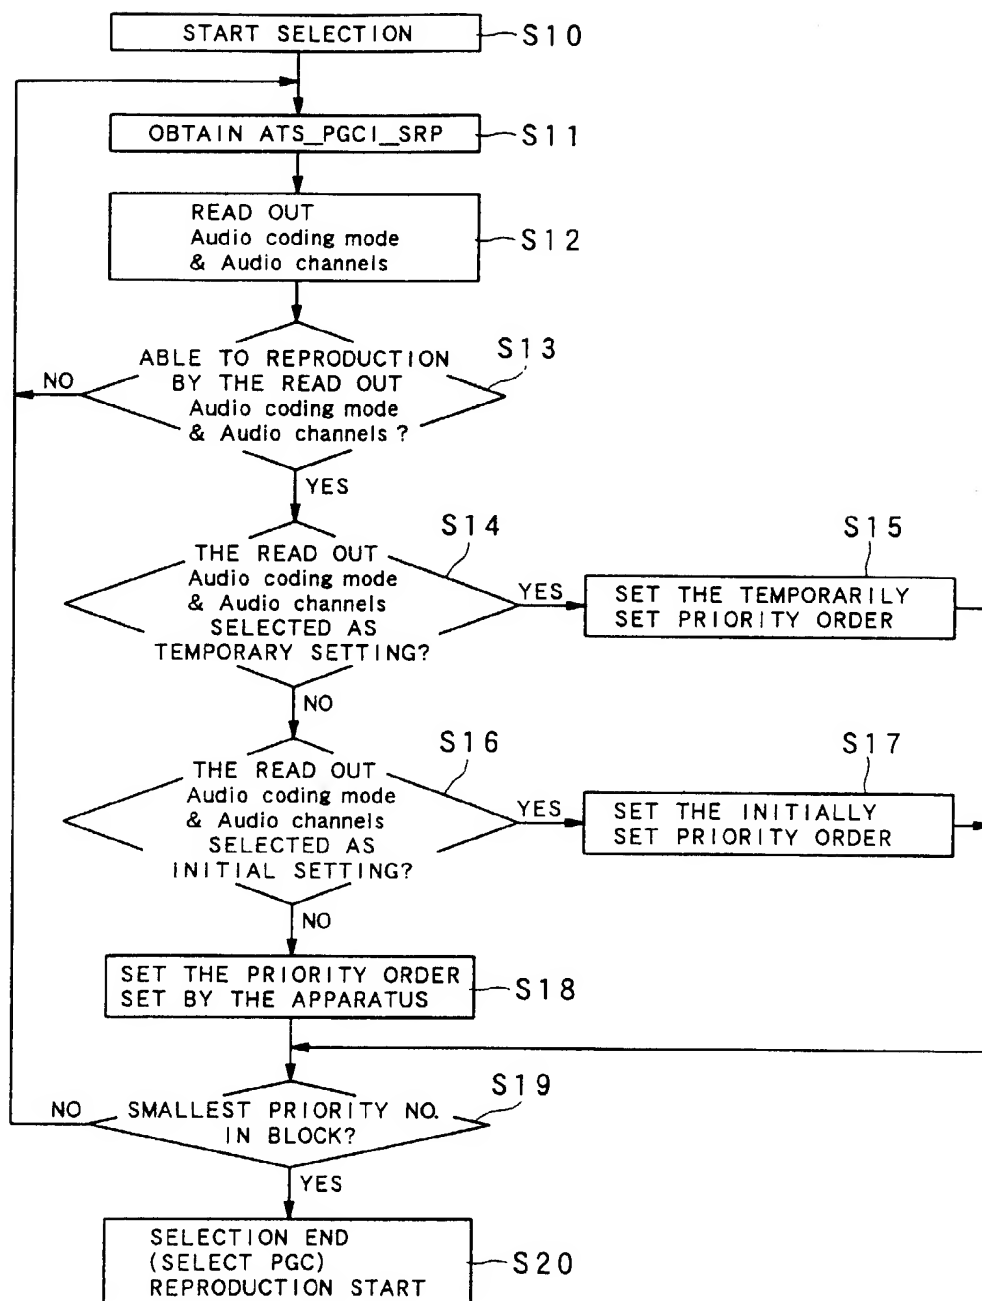 START SELECTION
S10
OBTAIN ATS_PGCI_SRP
S11
READ OUT
Audio coding mode
& Audio channels
S12
ABLE TO REPRODUCTION
BY THE READ OUT
Audio coding mode
& Audio channels ?
S13
NO
YES
THE READ OUT
Audio coding mode
& Audio channels
SELECTED AS
TEMPORARY SETTING?
S14
YES
SET THE TEMPORARILY
SET PRIORITY ORDER
S15
NO
THE READ OUT
Audio coding mode
& Audio channels
SELECTED AS
INITIAL SETTING?
S16
YES
SET THE INITIALLY
SET PRIORITY ORDER
S17
NO
SET THE PRIORITY ORDER
SET BY THE APPARATUS
S18
SMALLEST PRIORITY NO.
IN BLOCK?
S19
NO
YES
SELECTION END
(SELECT PGC)
REPRODUCTION START
S20